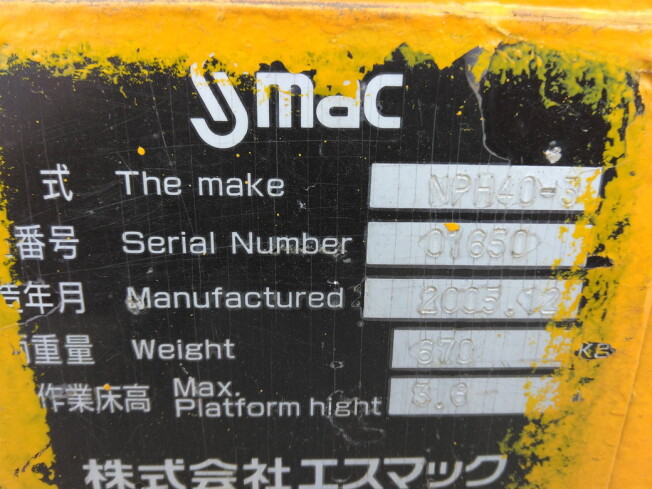 Smac
式 The make NPH40-3
番号 Serial Number 01650
年月 Manufactured 2005.12
重量 Weight 670 kg
作業床高 Max. Platform hight 3.6
株式会社エスマック